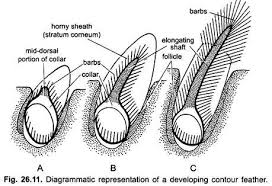 barbs
horny sheath
(stratum corneum)
mid-dorsal
portion of collar
barbs
collar
elongating
shaft
follicle
A
B
C
Fig. 26.11. Diagrammatic representation of a developing contour feather.